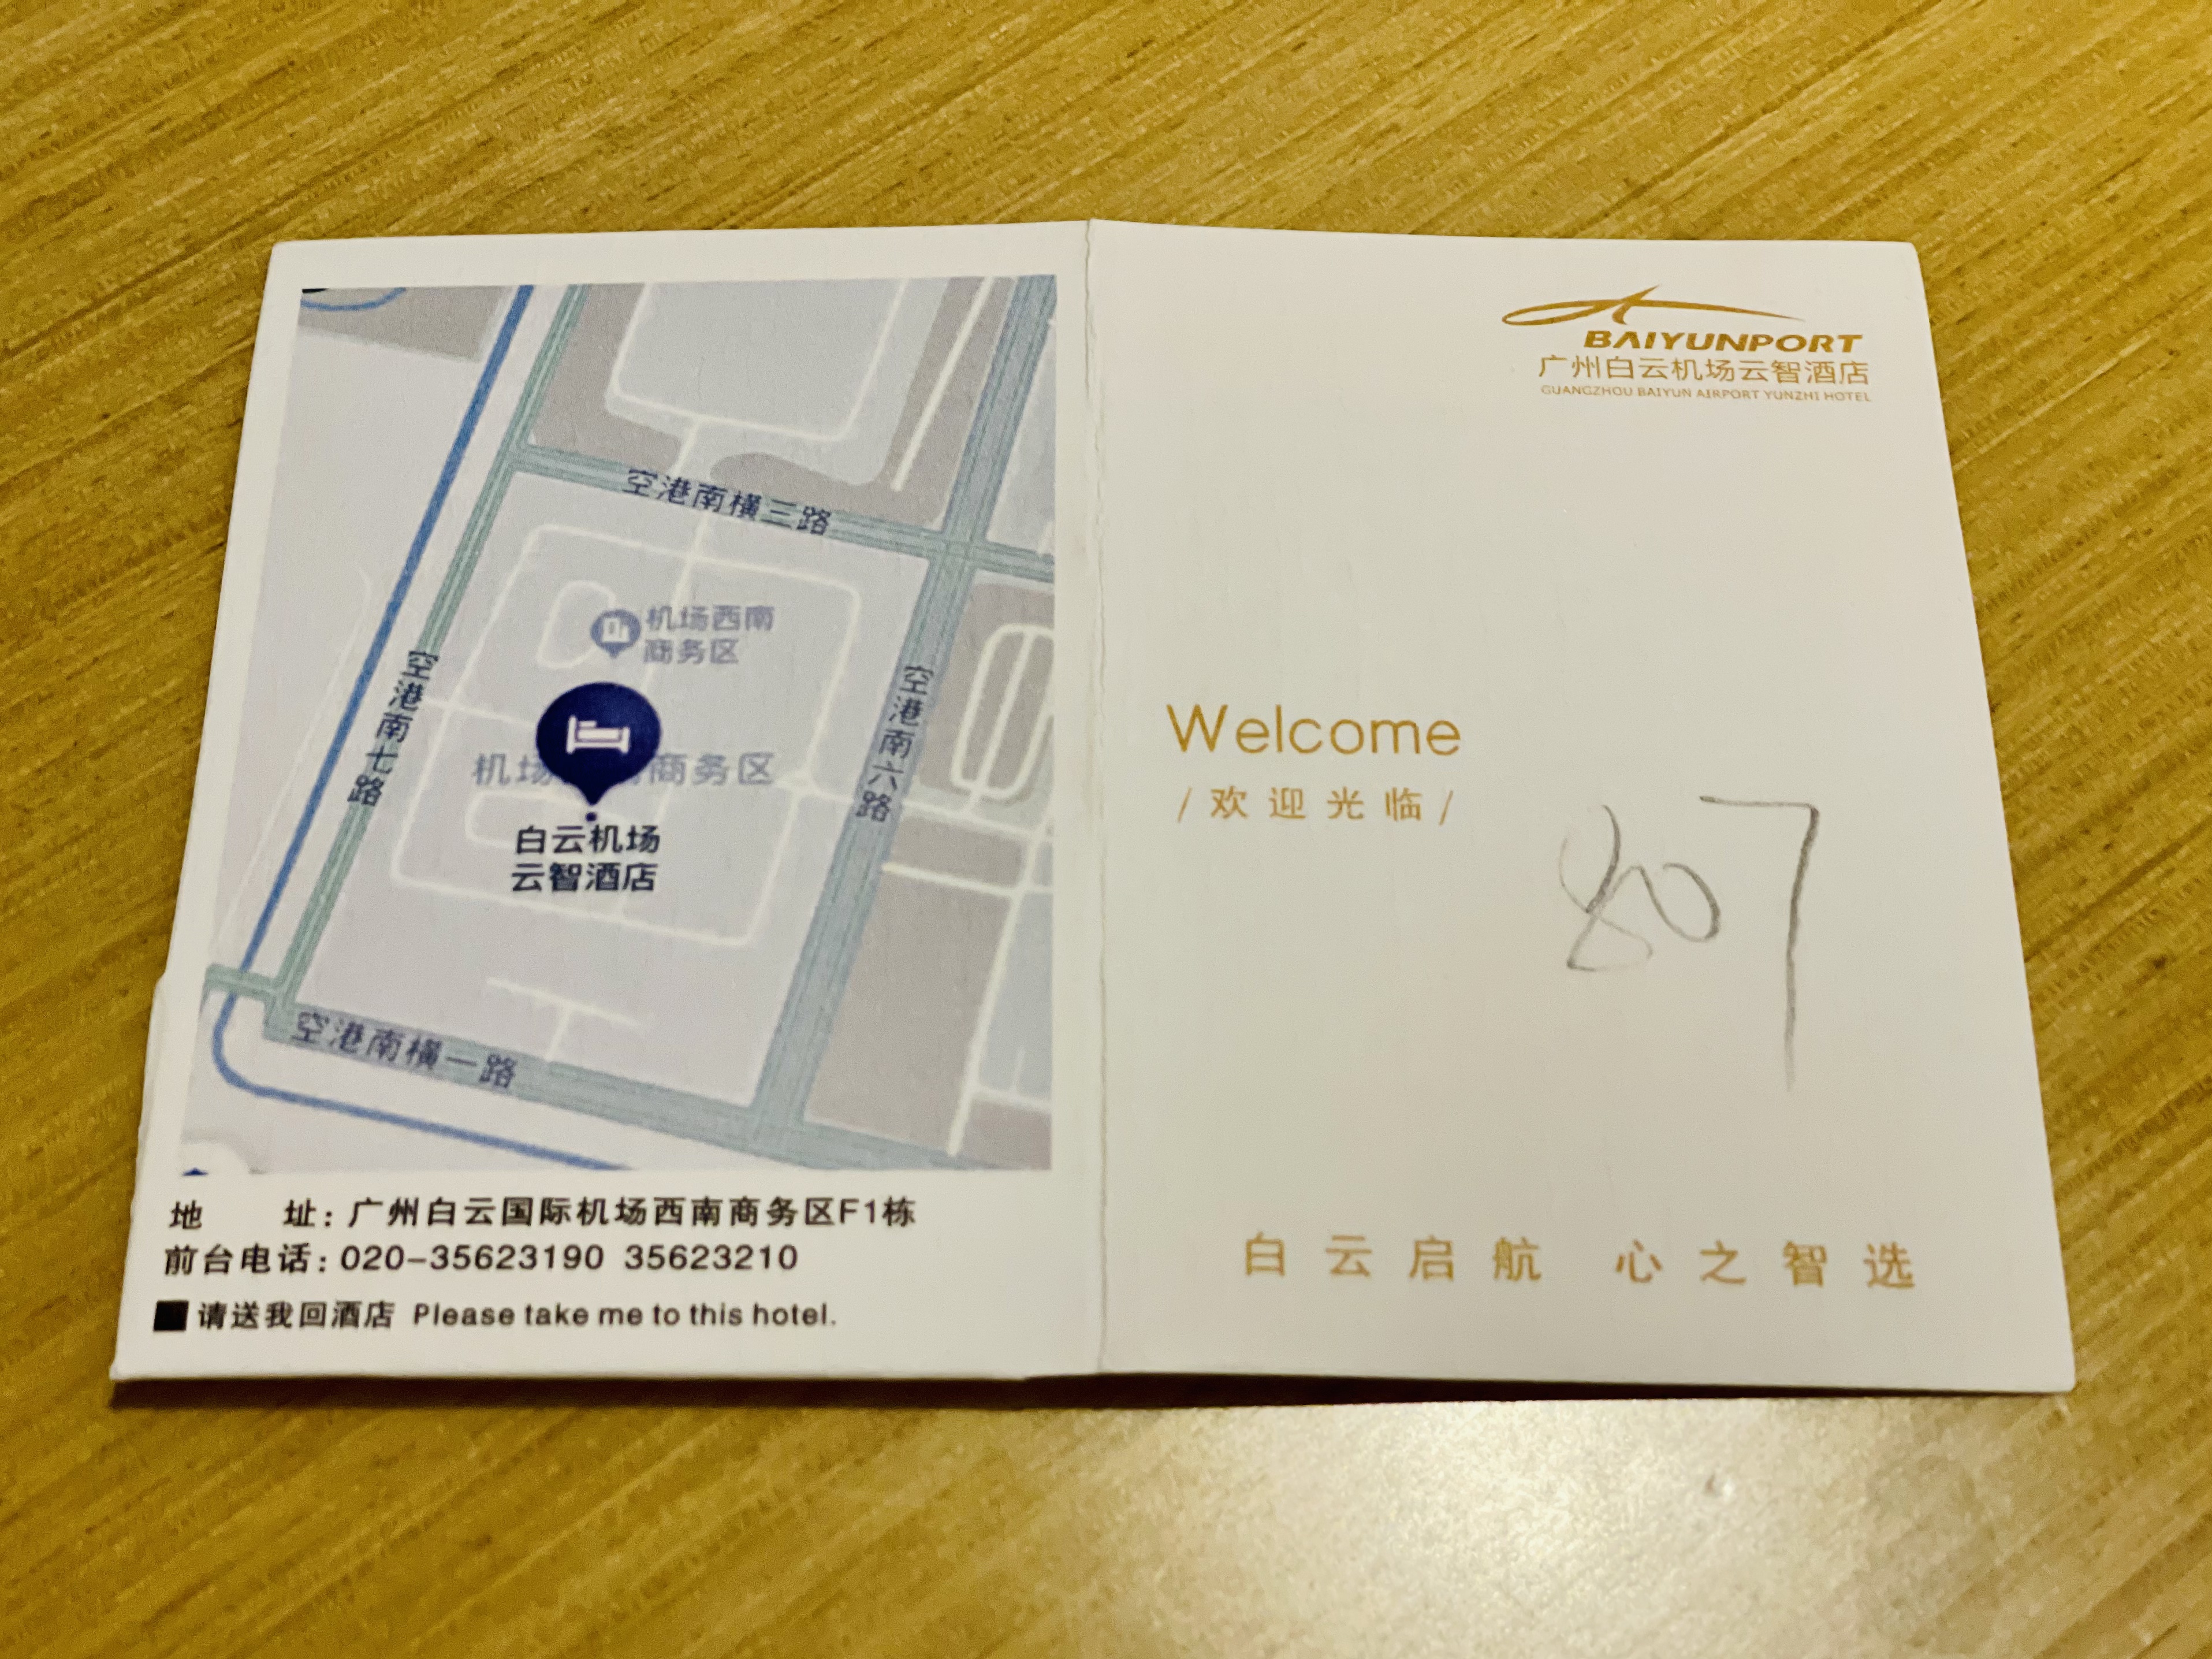 空港南横三路
机场西南
商务区
空港南七路
空港南六路
机场 商务区
白云机场
云智酒店
空港南横一路
地 址：广州白云国际机场西南商务区F1栋
前台电话：020-35623190 35623210
请送我回酒店 Please take me to this hotel.
BAIYUNPORT
广州白云机场云智酒店
GUANGZHOU BAIYUN AIRPORT YUNZHI HOTEL
Welcome
/欢迎光临/
807
白云启航 心之智选